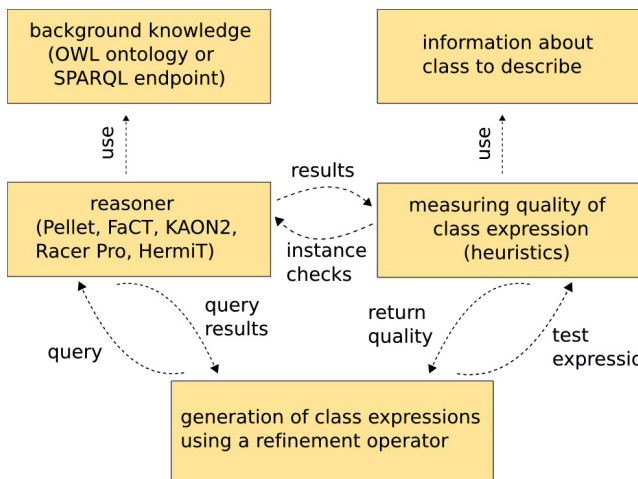 background knowledge
(OWL ontology or
SPARQL endpoint)
information about
class to describe
use
use
results
reasoner
(Pellet, FaCT, KAON2,
Racer Pro, HermiT)
measuring quality of
class expression
(heuristics)
instance
checks
query
results
return
quality
query
test
expressio
generation of class expressions
using a refinement operator